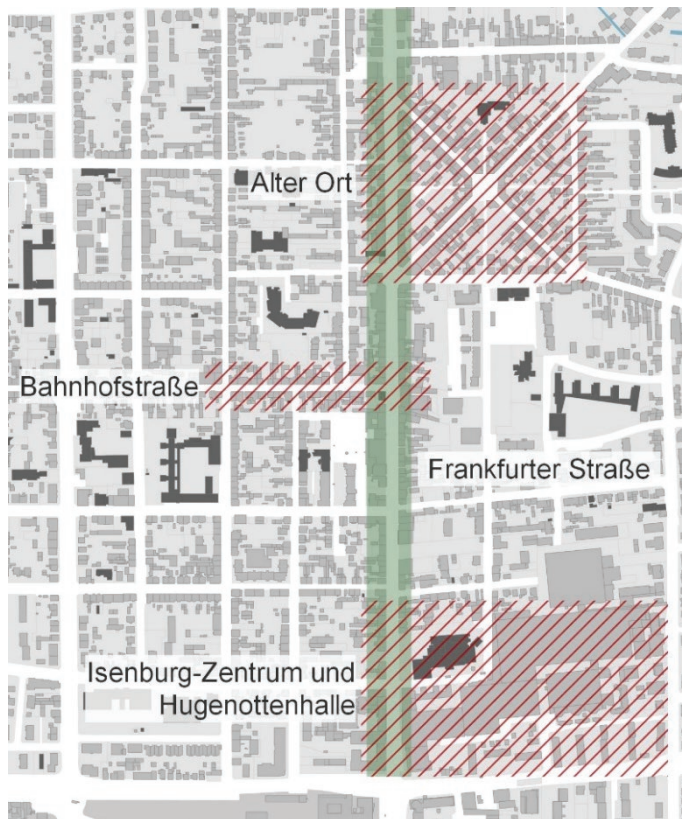 Alter Ort
Bahnhofstraße
Frankfurter Straße
Isenburg-Zentrum und
Hugenottenhalle